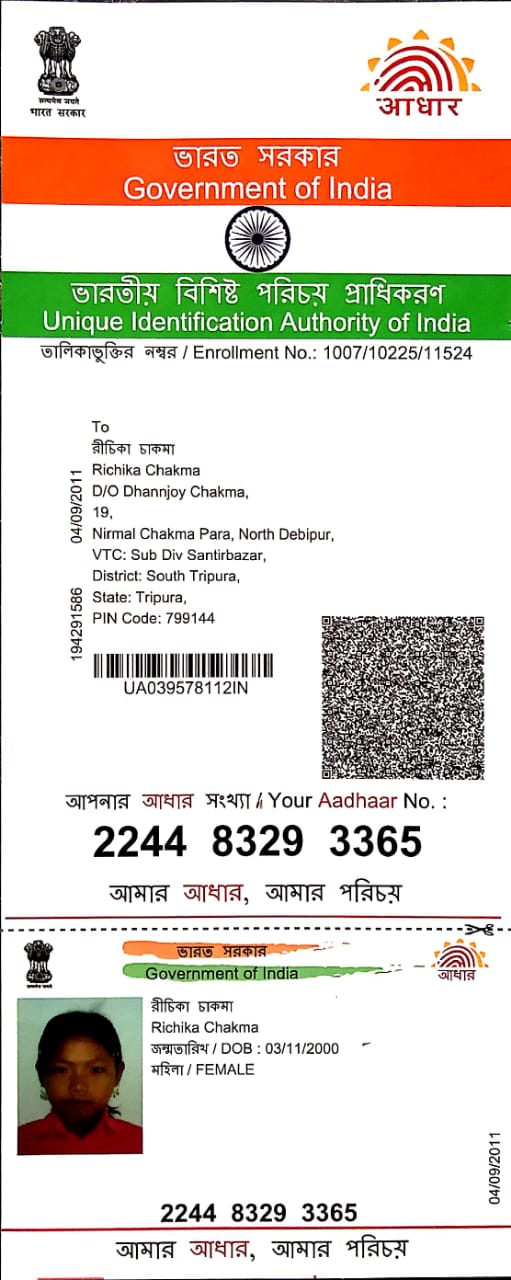 सत्यमेव जयते
भारत सरकार
आधार
ভারত সরকার
Government of India
ভারতীয় বিশিষ্ট পরিচয় প্রাধিকরণ
Unique Identification Authority of India
তালিকাভুক্তির নম্বর / Enrollment No.: 1007/10225/11524
To
রীচিকা চাকমা
Richika Chakma
D/O Dhannjoy Chakma,
19,
Nirmal Chakma Para, North Debipur,
VTC: Sub Div Santirbazar,
District: South Tripura,
State: Tripura,
PIN Code: 799144
194291586 04/09/2011
UA039578112IN
আপনার আধার সংখ্যা / Your Aadhaar No. :
2244 8329 3365
আমার আধার, আমার পরিচয়
ভারত সরকার
Government of India
আধার
রীচিকা চাকমা
Richika Chakma
জন্মতারিখ / DOB : 03/11/2000
মহিলা / FEMALE
04/09/2011
2244 8329 3365
আমার আধার, আমার পরিচয়